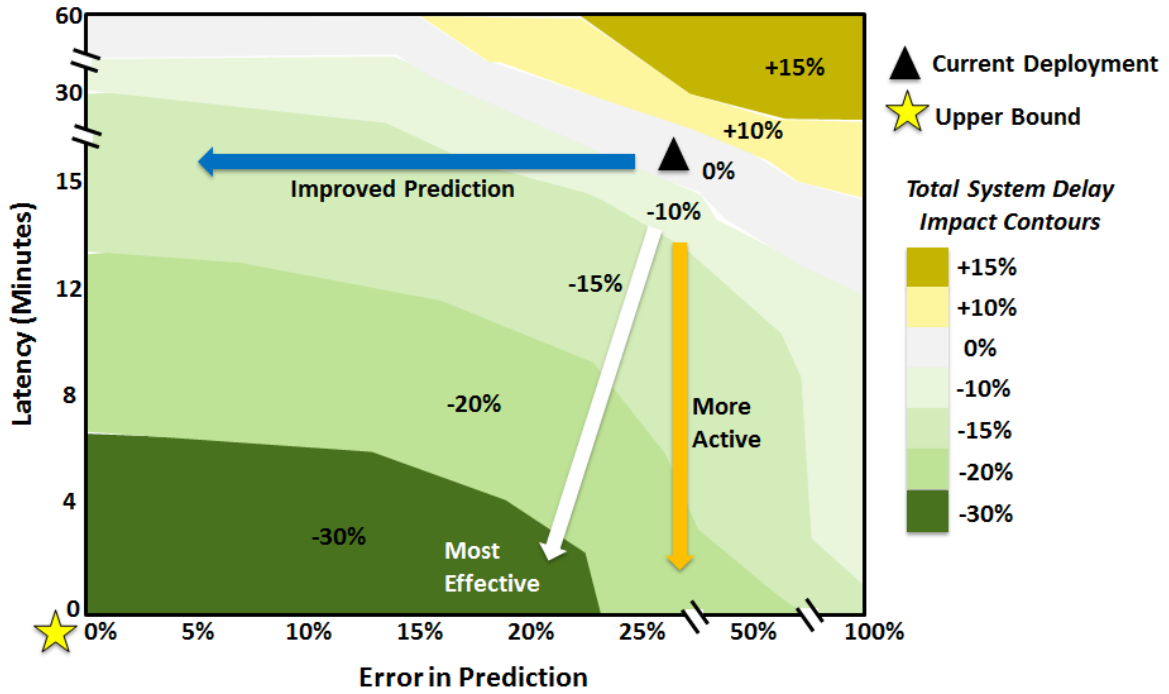 60
30
15
12
8
4
0
Latency (Minutes)
0%
5%
10%
15%
20%
25%
50%
100%
Error in Prediction
+15%
+10%
0%
-10%
-15%
-20%
-30%
Improved Prediction
More
Active
Most
Effective
Current Deployment
Upper Bound
Total System Delay
Impact Contours
+15%
+10%
0%
-10%
-15%
-20%
-30%